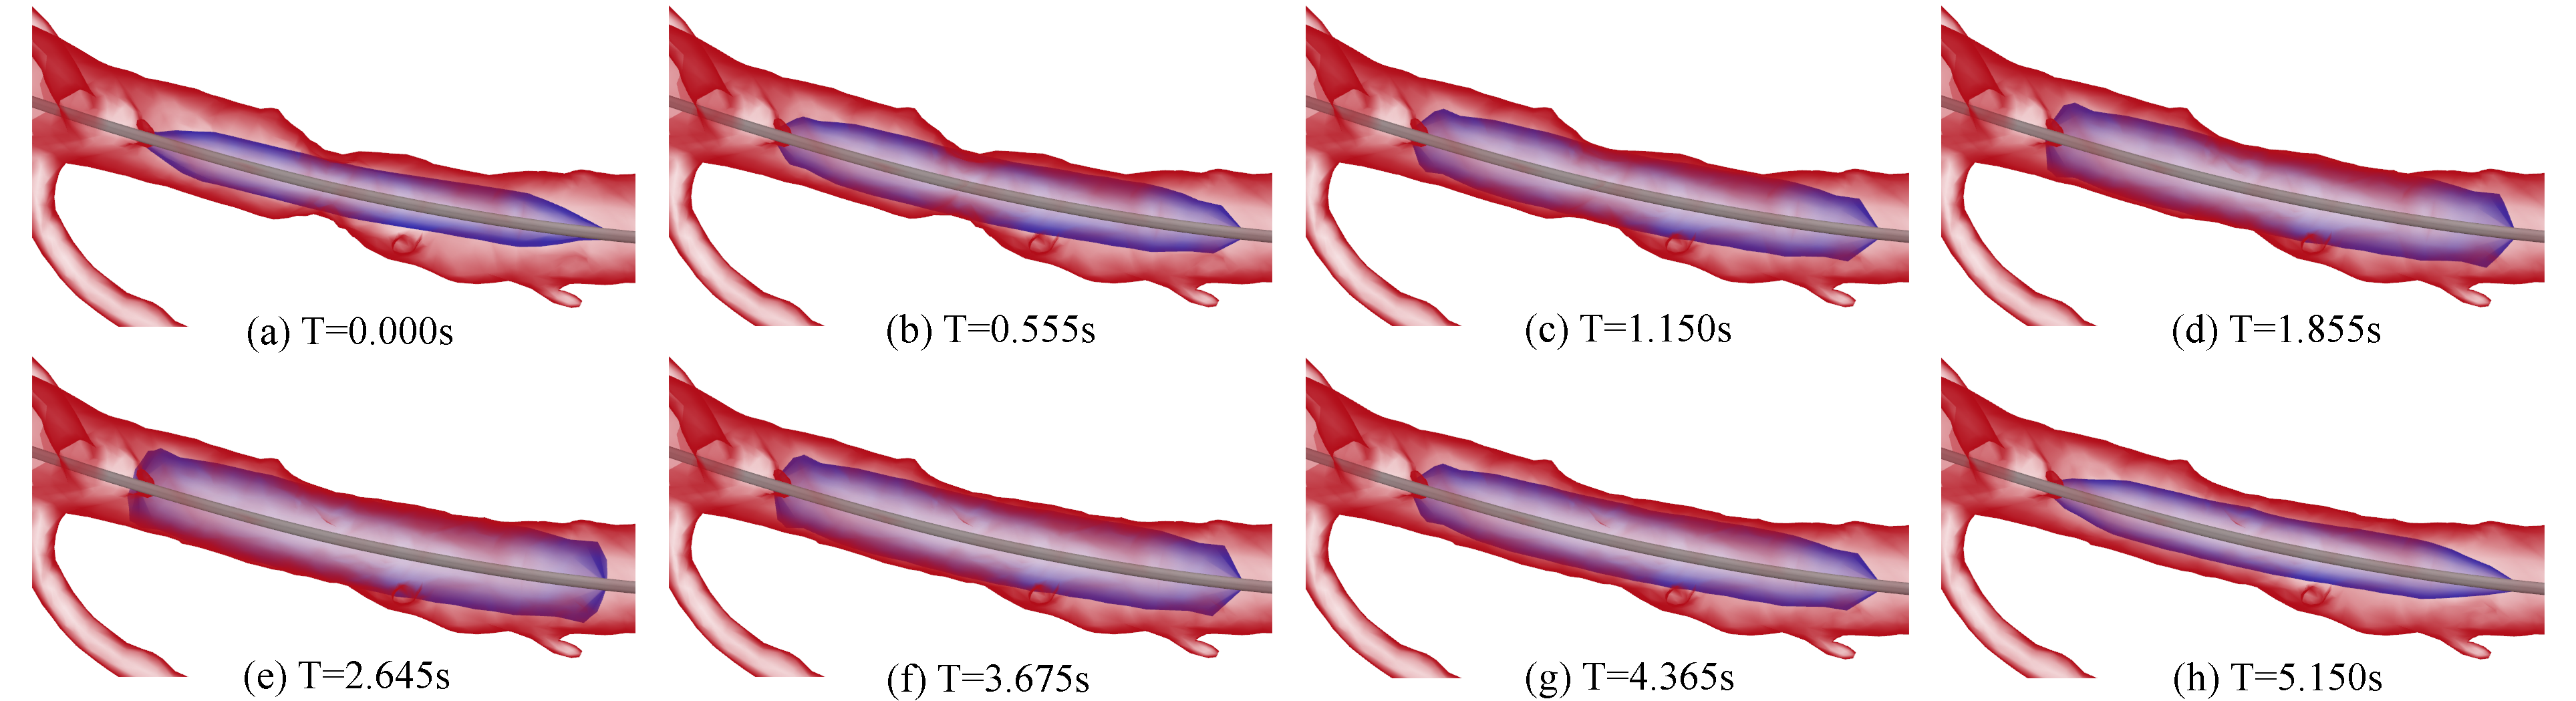 (a) T=0.000s
(b) T=0.555s
(c) T=1.150s
(d) T=1.855s
(e) T=2.645s
(f) T=3.675s
(g) T=4.365s
(h) T=5.150s